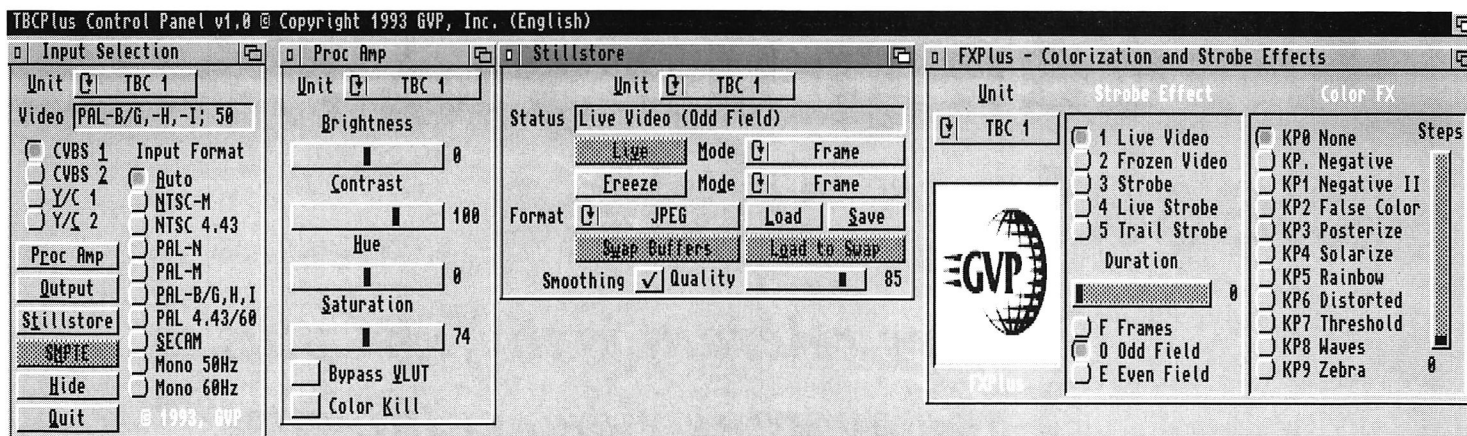 TBCPlus Control Panel v1.0 © Copyright 1993 GVP, Inc. (English)
Input Selection
Unit TBC 1
Video PAL-B/G,-H,-I; 50
CVBS 1
CVBS 2
Y/C 1
Y/C 2
Input Format
Auto
NTSC-M
NTSC 4.43
PAL-N
PAL-M
PAL-B/G,H,I
PAL 4.43/60
SECAM
Mono 50Hz
Mono 60Hz
Proc Amp
Output
Stillstore
SMPTE
Hide
Quit
© 1993, GVP
Proc Amp
Unit TBC 1
Brightness
0
Contrast
100
Hue
0
Saturation
74
Bypass VLUT
Color Kill
Stillstore
Unit TBC 1
Status Live Video (Odd Field)
Live Mode Frame
Freeze Mode Frame
Format JPEG Load Save
Swap Buffers Load to Swap
Smoothing Quality 85
FXPlus - Colorization and Strobe Effects
Unit
TBC 1
GVP
FXPlus
Strobe Effect
1 Live Video
2 Frozen Video
3 Strobe
4 Live Strobe
5 Trail Strobe
Duration
0
F Frames
O Odd Field
E Even Field
Color FX
KP0 None
KP. Negative
KP1 Negative II
KP2 False Color
KP3 Posterize
KP4 Solarize
KP5 Rainbow
KP6 Distorted
KP7 Threshold
KP8 Waves
KP9 Zebra
Steps
0